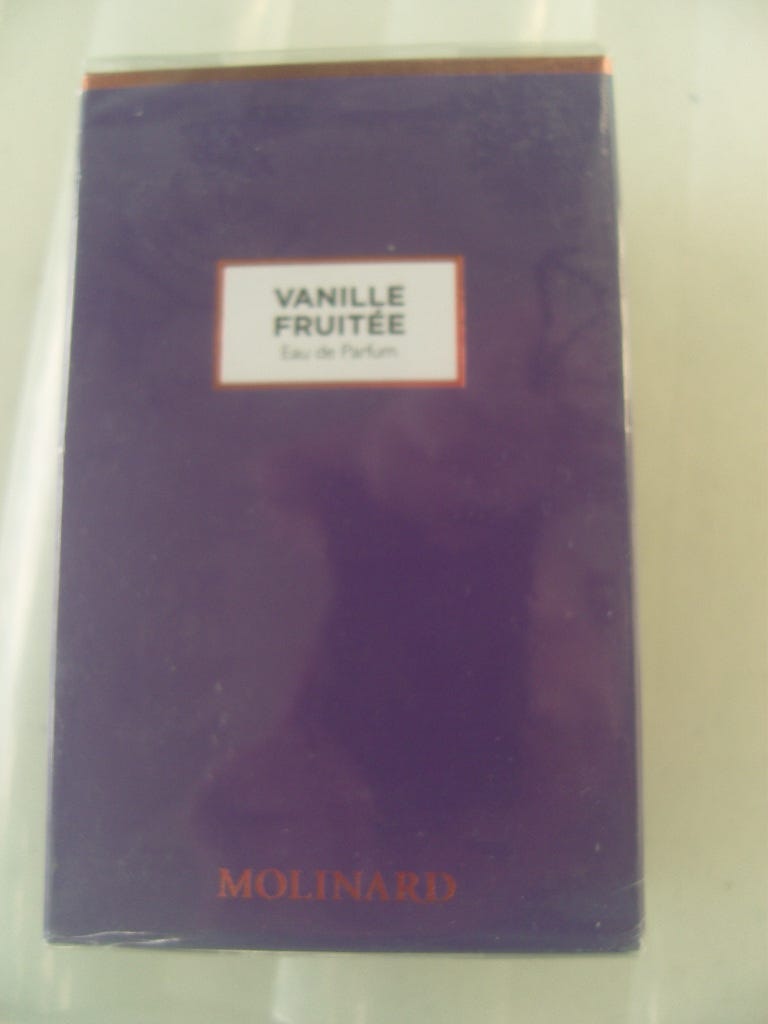 VANILLE
FRUITÉE
Eau de Parfum
MOLINARD